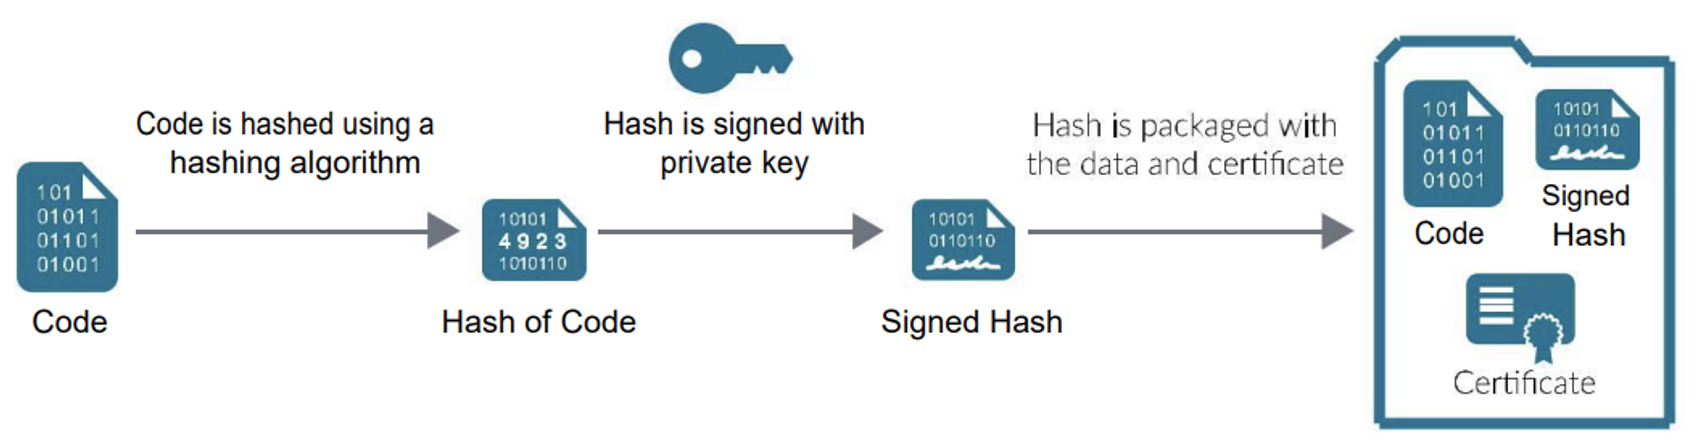 Code is hashed using a
hashing algorithm
Hash is signed with
private key
Hash is packaged with
the data and certificate
101
01011
01101
01001
Code
10101
4923
1010110
Hash of Code
10101
0110110
Signed Hash
101
01011
01101
01001
Code
10101
0110110
Signed
Hash
Certificate